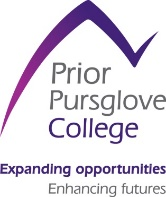 Prior
Pursglove
College
Expanding opportunities
Enhancing futures